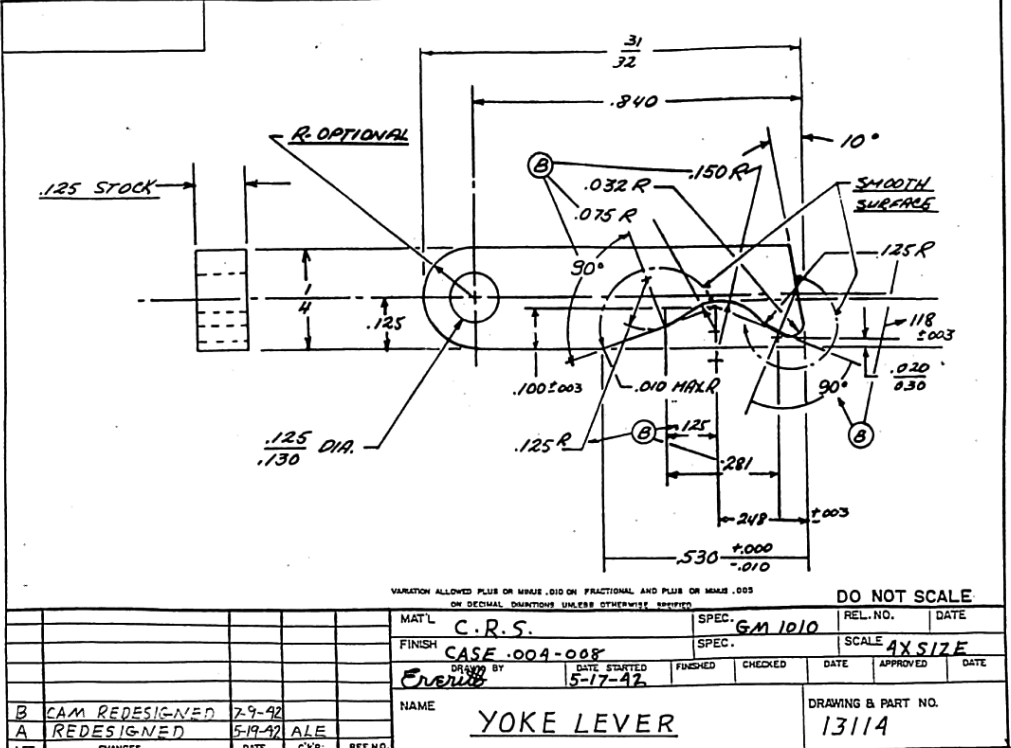 31
32
.840
R-OPTIONAL
10°
B
.150 R
.125 STOCK
.032 R
SMOOTH
SURFACE
.075 R
.125 R
90°
1
4
.125
.118
±003
.100±003
.010 MAX R
.020
.030
90°
.125
.130 DIA.
.125 R
B
.125
B
.281
.248 ±003
.530 +.000
-.010
VARIATION ALLOWED PLUS OR MINUS .010 ON FRACTIONAL AND PLUS OR MINUS .005
ON DECIMAL DIMENTIONS UNLESS OTHERWISE SPECIFIED
DO NOT SCALE
MAT'L C.R.S. SPEC. GM 1010 REL. NO. DATE
FINISH CASE .004-008 SPEC. SCALE 4X SIZE
DRAWN BY DATE STARTED FINISHED CHECKED DATE APPROVED DATE
5-17-42
NAME YOKE LEVER DRAWING & PART NO. 13114
B CAM REDESIGNED 7-9-42
A REDESIGNED 5-19-42 ALE
CHANGES DATE CK'D. REF NO.